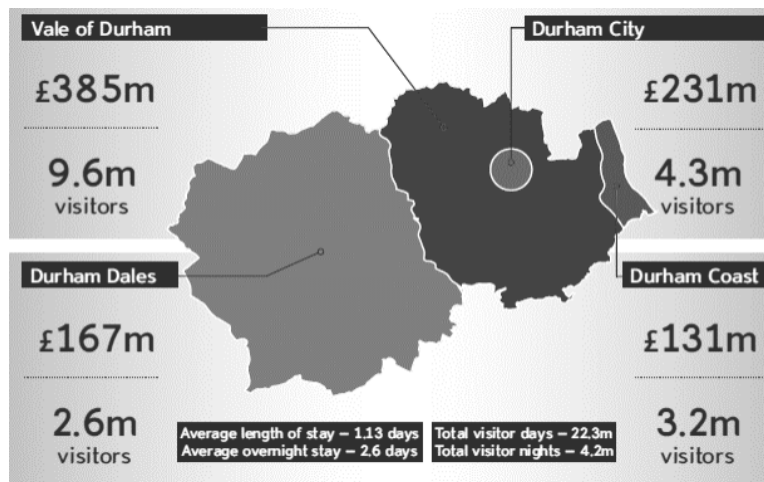 Vale of Durham
£385m
9.6m
visitors
Durham City
£231m
4.3m
visitors
Durham Dales
£167m
2.6m
visitors
Durham Coast
£131m
3.2m
visitors
Average length of stay – 1.13 days
Average overnight stay – 2.6 days
Total visitor days – 22.3m
Total visitor nights – 4.2m